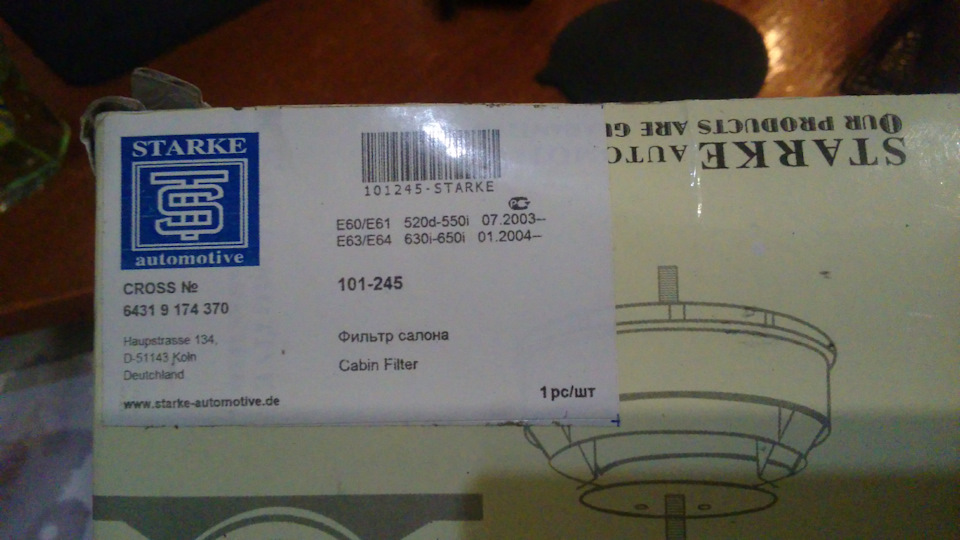 STARKE
automotive
CROSS №
6431 9 174 370
Haupstrasse 134,
D-51143 Koln
Deutchland
www.starke-automotive.de
101245-STARKE
E60/E61 520d-550i 07.2003–
E63/E64 630i-650i 01.2004–
101-245
Фильтр салона
Cabin Filter
1 pc/шт
STARKE
OUR PRODUCTS ARE